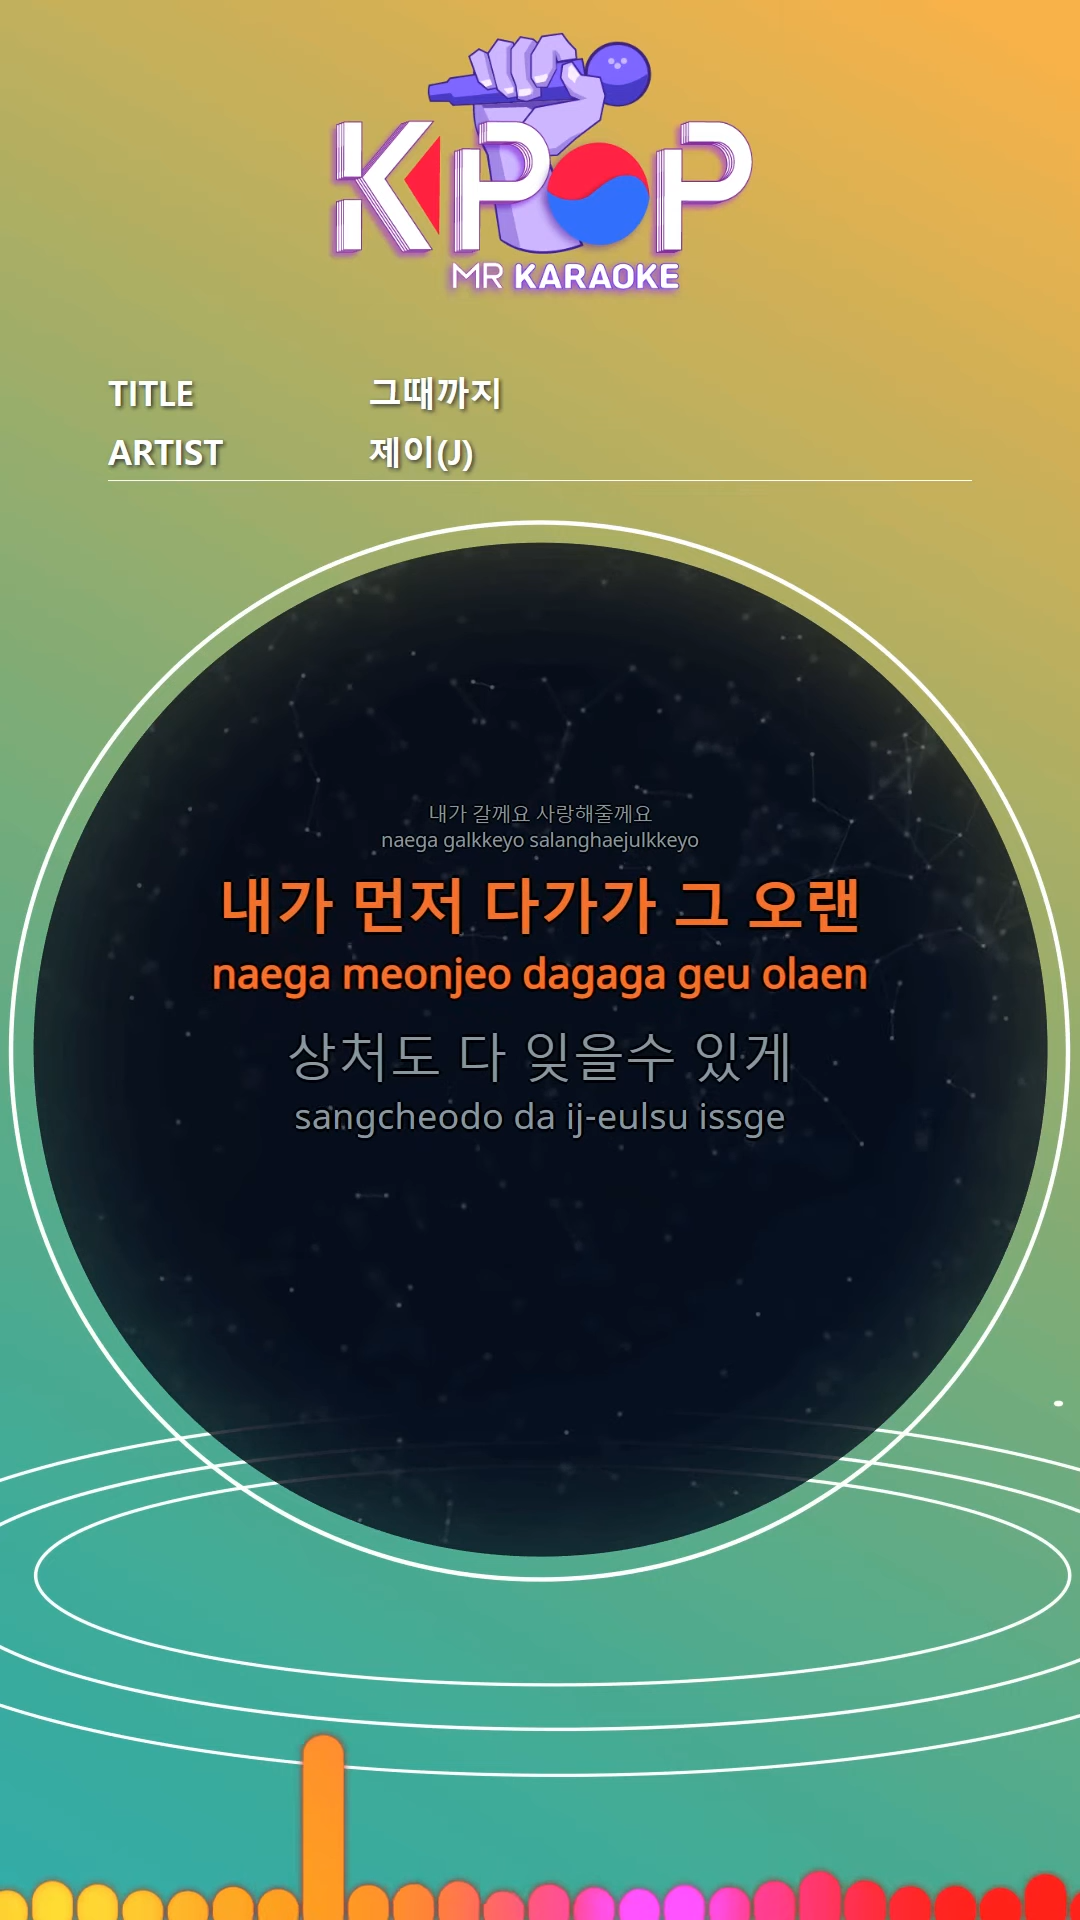 KPOP
MR KARAOKE
TITLE 그때까지
ARTIST 제이(J)
내가 갈께요 사랑해줄께요
naega galkkeyo salanghaejulkkeyo
내가 먼저 다가가 그 오랜
naega meonjeo dagaga geu olaen
상처도 다 잊을수 있게
sangcheodo da ij-eulsu issge